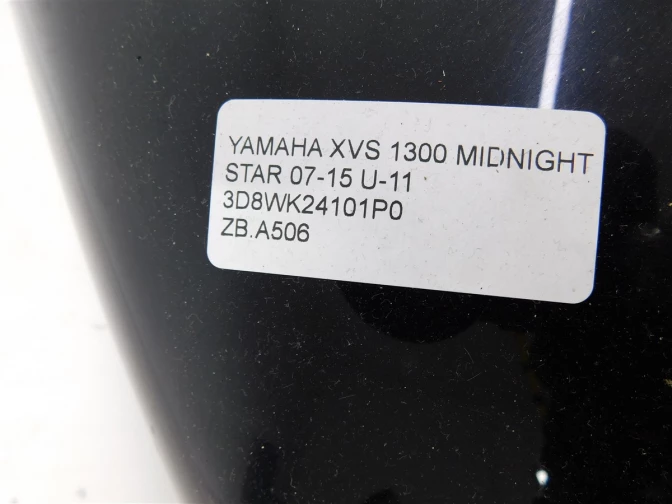 YAMAHA XVS 1300 MIDNIGHT
STAR 07-15 U-11
3D8WK24101P0
ZB.A506